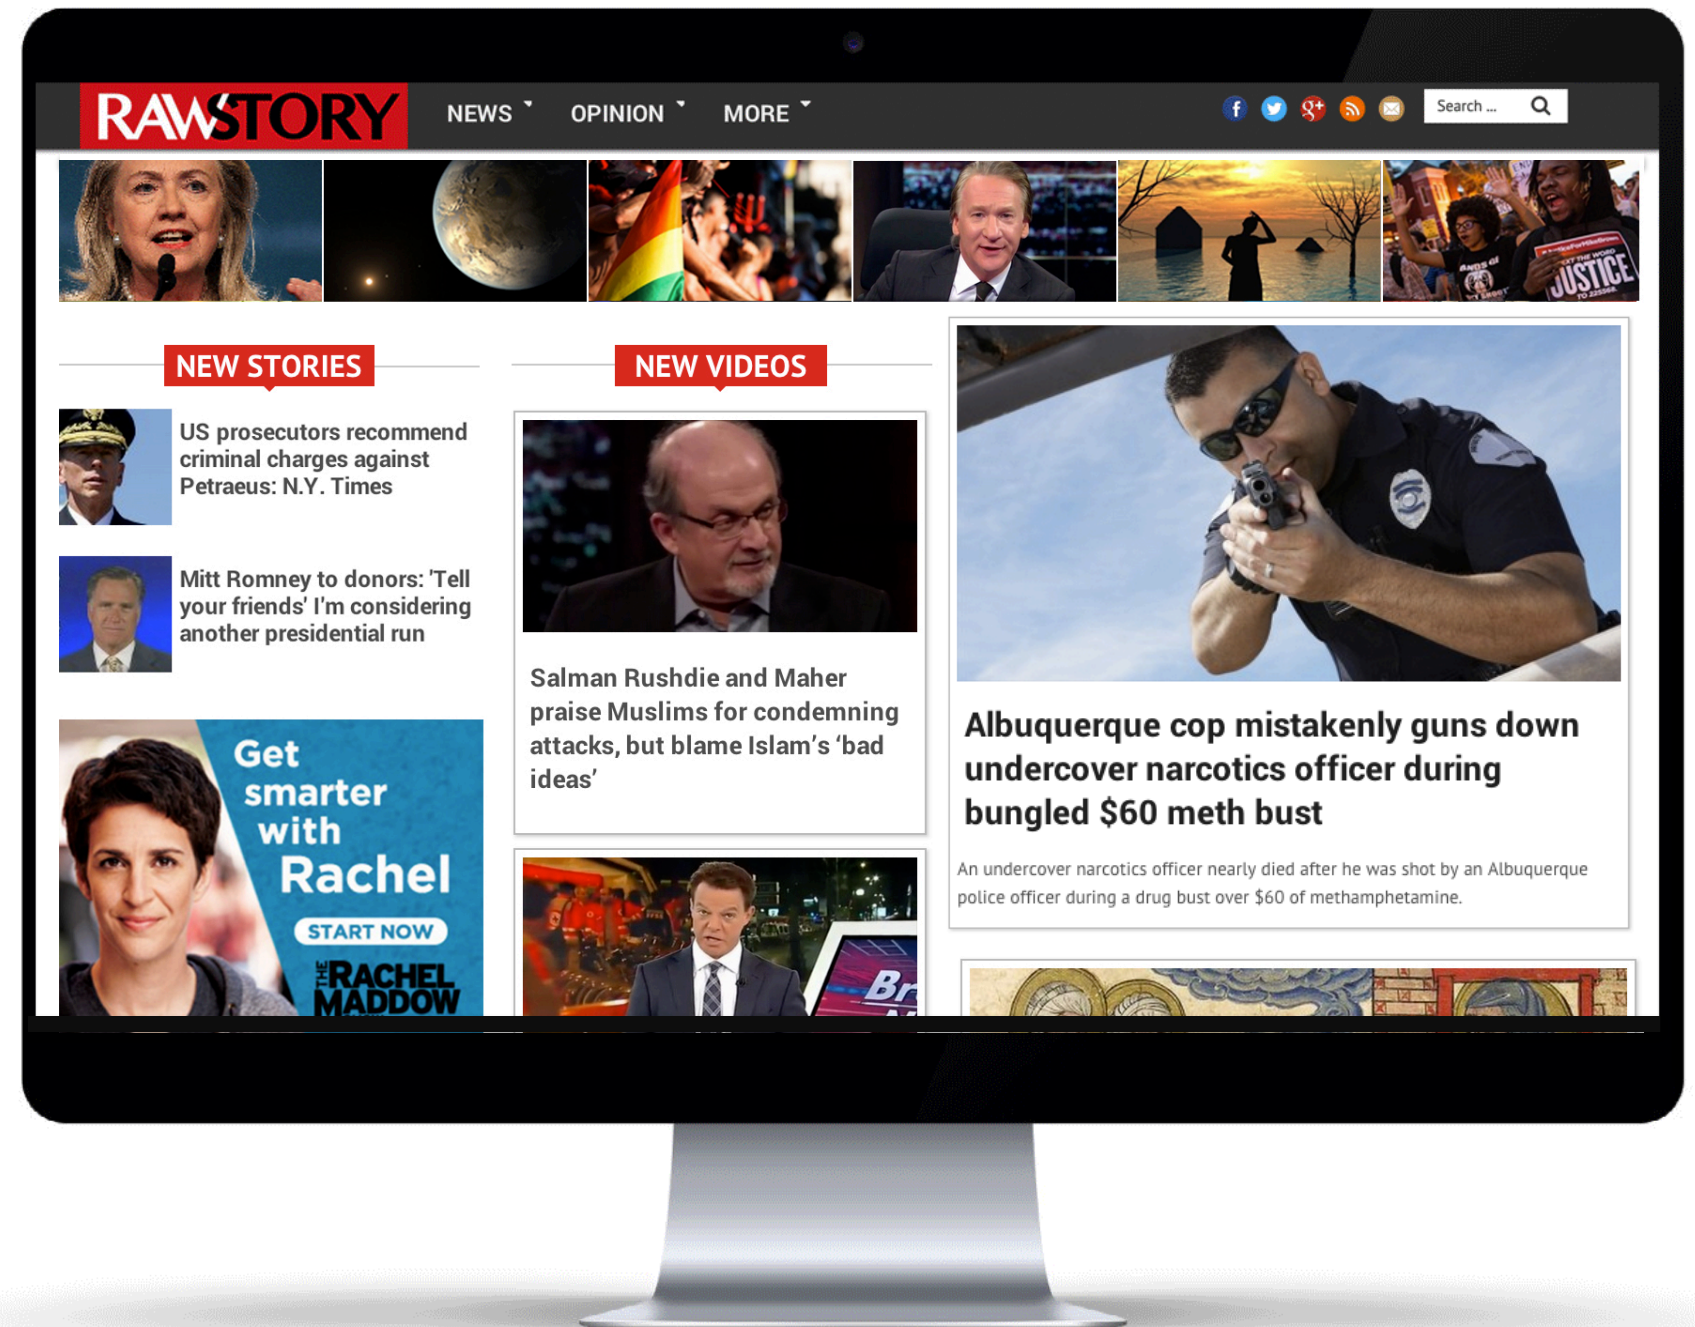 RAWSTORY
NEWS
OPINION
MORE
Search ...
JUSTICE
NEW STORIES
US prosecutors recommend
criminal charges against
Petraeus: N.Y. Times
Mitt Romney to donors: 'Tell
your friends' I'm considering
another presidential run
Get
smarter
with
Rachel
START NOW
THE
RACHEL
MADDOW
NEW VIDEOS
Salman Rushdie and Maher
praise Muslims for condemning
attacks, but blame Islam's ‘bad
ideas’
Br
Albuquerque cop mistakenly guns down
undercover narcotics officer during
bungled $60 meth bust
An undercover narcotics officer nearly died after he was shot by an Albuquerque
police officer during a drug bust over $60 of methamphetamine.